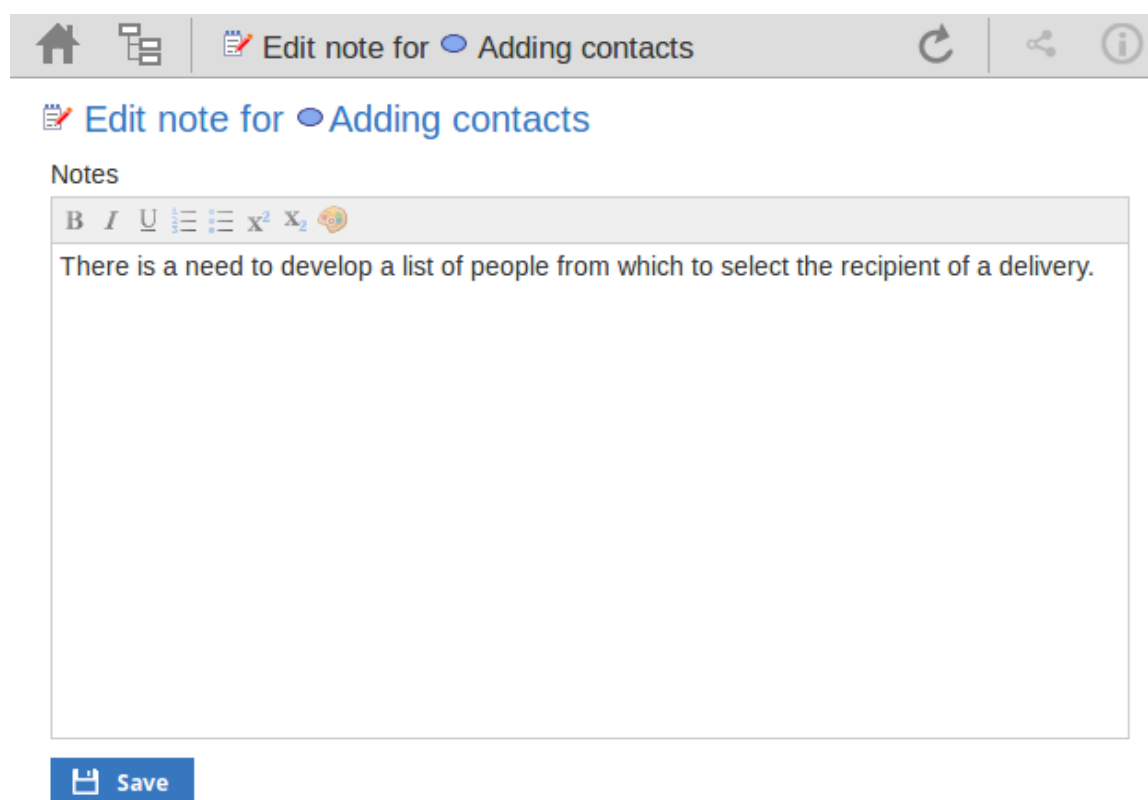 Edit note for Adding contacts
Edit note for Adding contacts
Notes
B I U x² X₂
There is a need to develop a list of people from which to select the recipient of a delivery.
Save